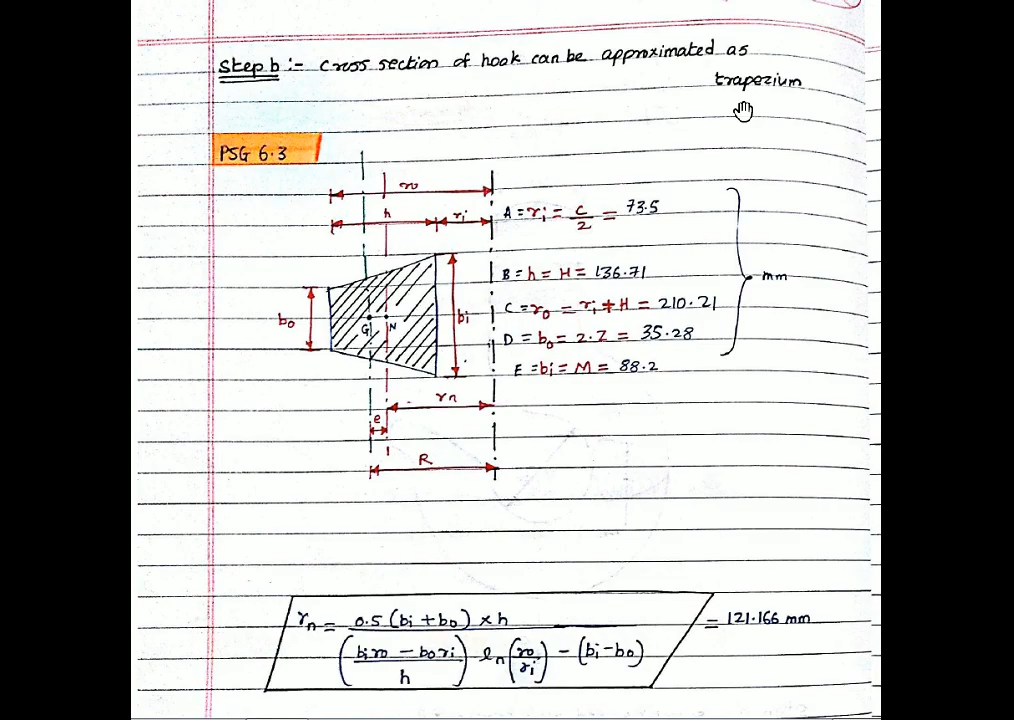 Step b :- Cross section of hook can be approximated as
trapezium
PSG 6.3
ro
h
ri
A = ri = C/2 = 73.5
B = h = H = 136.71
C = ro = ri + H = 210.21
mm
bo
G
N
bi
D = bo = 2.Z = 35.28
E = bi = M = 88.2
rn
e
R
rn = 0.5 (bi + bo) × h / ((bi ro - bo ri)/h) ln(ro/ri) - (bi - bo) = 121.166 mm